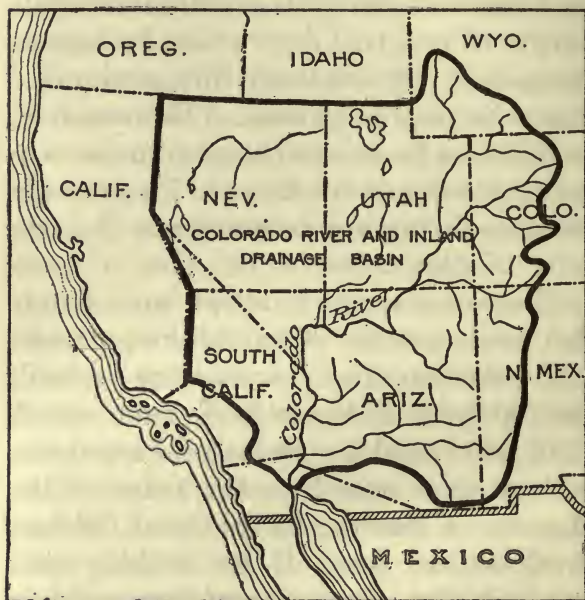 OREG.
IDAHO
WYO.
CALIF.
NEV.
UTAH
COLO.
COLORADO RIVER AND INLAND
DRAINAGE BASIN
River
SOUTH
CALIF.
Colorado
ARIZ.
N. MEX.
MEXICO